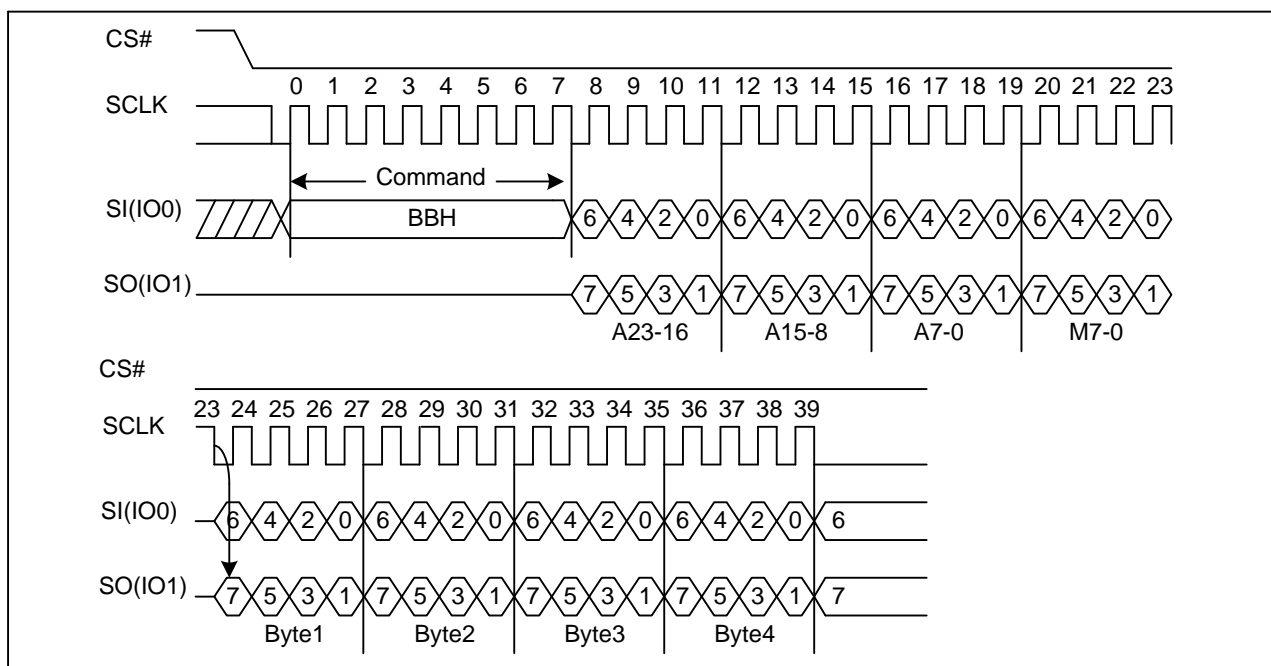 CS#
0 1 2 3 4 5 6 7 8 9 10 11 12 13 14 15 16 17 18 19 20 21 22 23
SCLK
Command
SI(IO0) BBH 6 4 2 0 6 4 2 0 6 4 2 0 6 4 2 0
SO(IO1) 7 5 3 1 7 5 3 1 7 5 3 1 7 5 3 1
A23-16 A15-8 A7-0 M7-0
CS#
23 24 25 26 27 28 29 30 31 32 33 34 35 36 37 38 39
SCLK
SI(IO0) 6 4 2 0 6 4 2 0 6 4 2 0 6 4 2 0 6
SO(IO1) 7 5 3 1 7 5 3 1 7 5 3 1 7 5 3 1 7
Byte1 Byte2 Byte3 Byte4